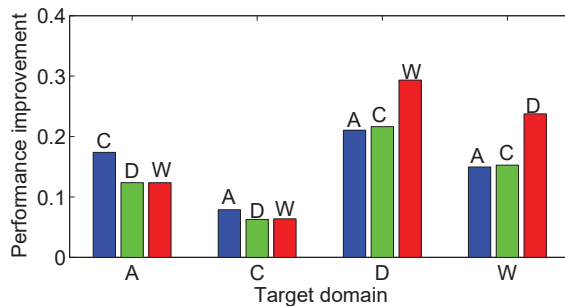 Performance improvement
0.4
0.3
0.2
0.1
0
C
D
W
A
D
W
A
C
W
A
C
D
A
C
D
W
Target domain